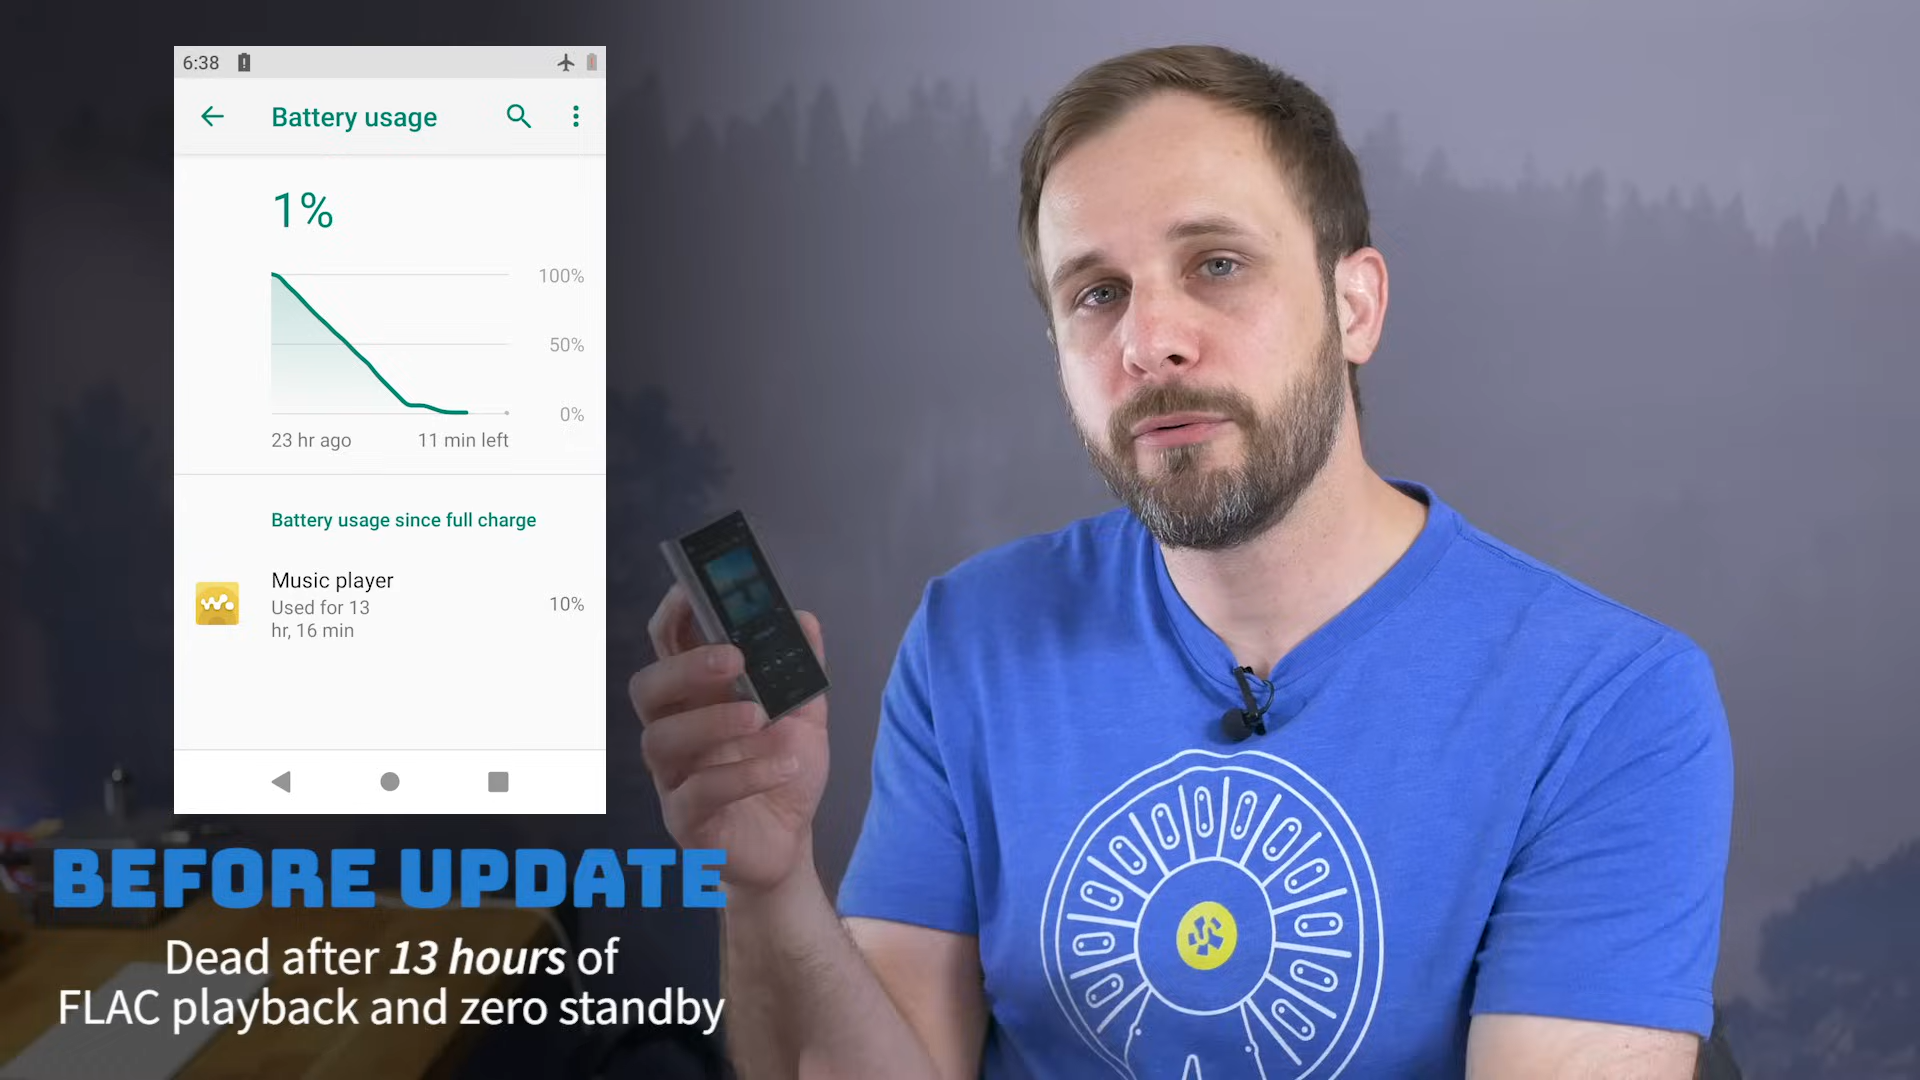 6:38
Battery usage
1%
100%
50%
0%
23 hr ago
11 min left
Battery usage since full charge
Music player
Used for 13
hr, 16 min
10%
BEFORE UPDATE
Dead after 13 hours of
FLAC playback and zero standby